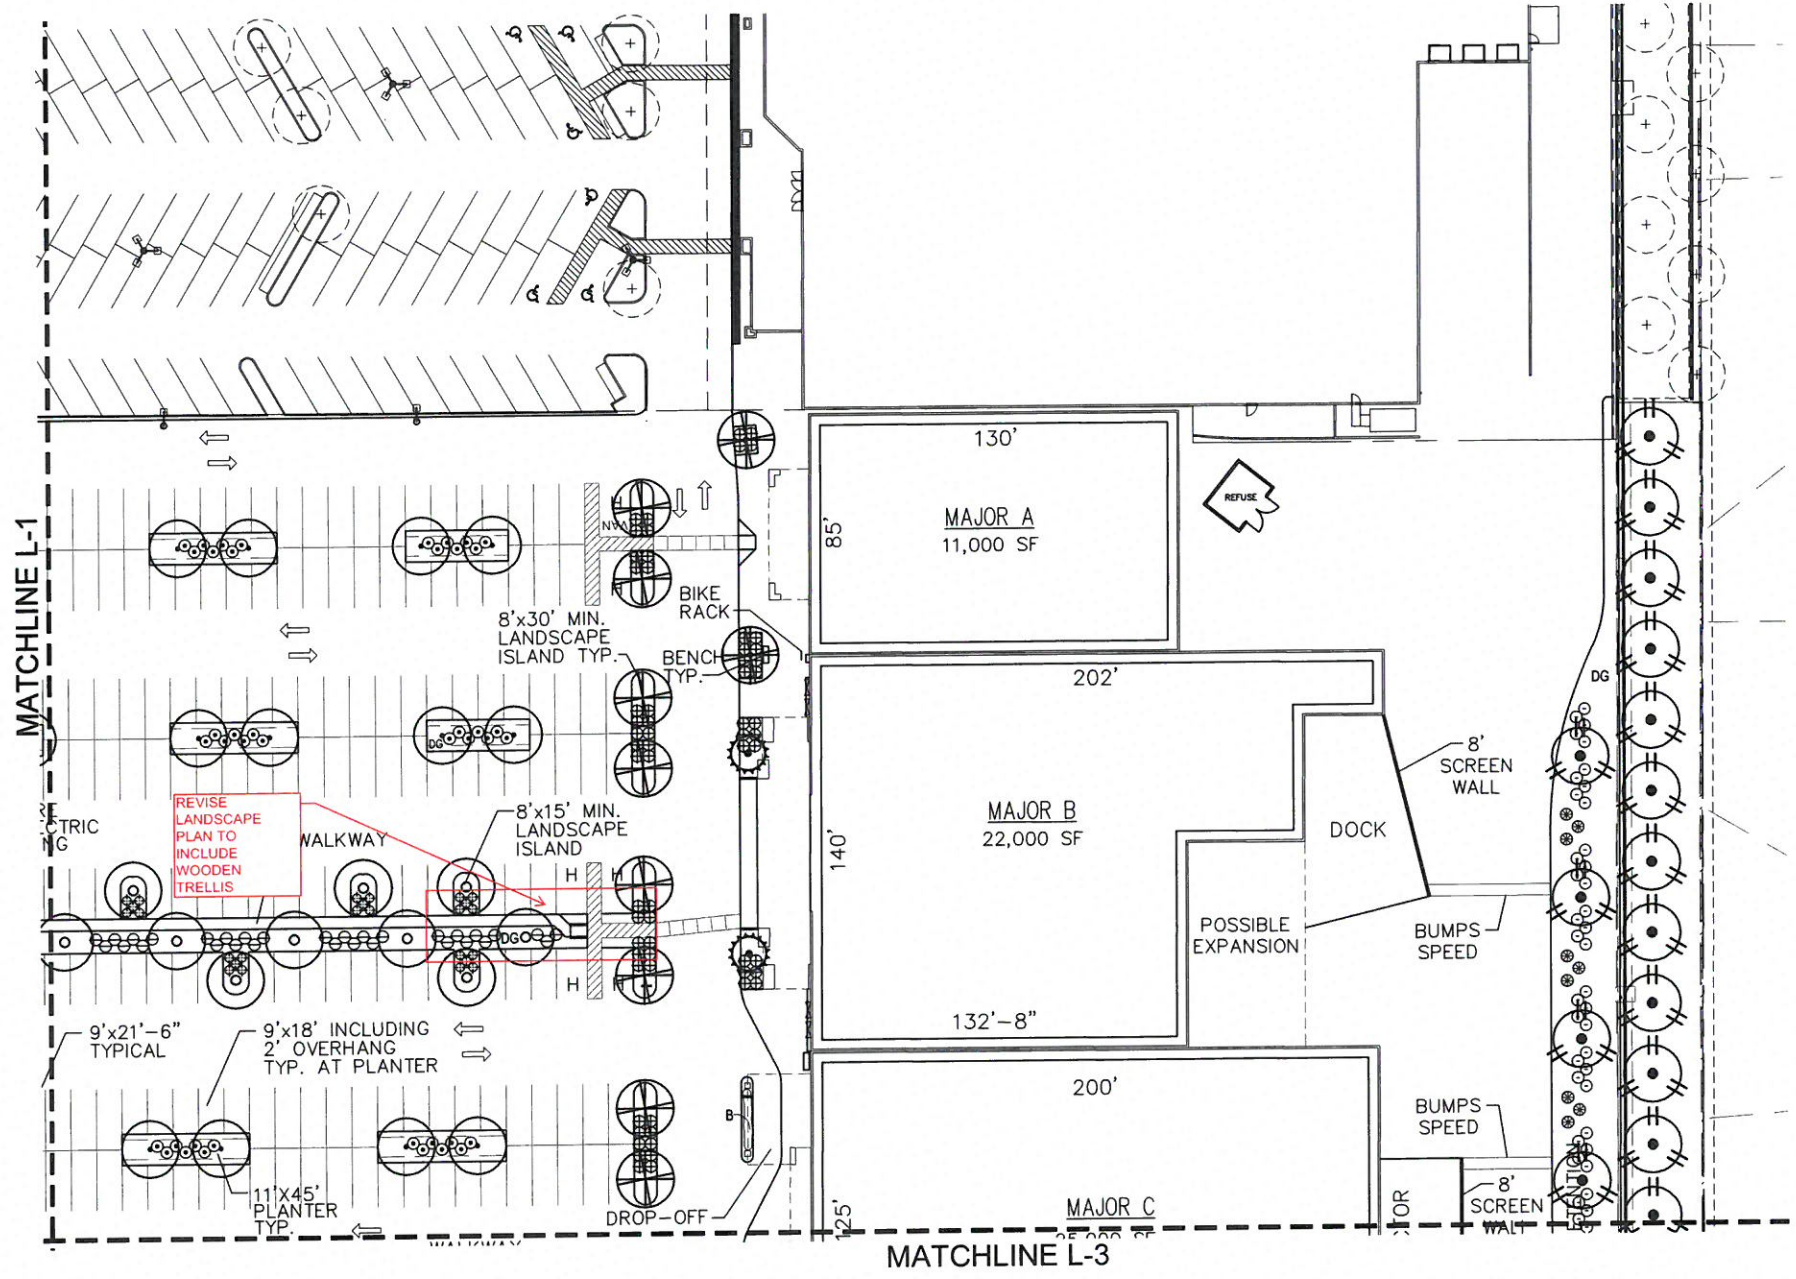 130'
MAJOR A
11,000 SF
85'
REFUSE
VAN
H
H
MATCHLINE L-1
BIKE
RACK
8'x30' MIN.
LANDSCAPE
ISLAND TYP.
BENCH
TYP.
202'
DG
DG
8'
SCREEN
WALL
REVISE
LANDSCAPE
PLAN TO
INCLUDE
WOODEN
TRELLIS
WALKWAY
8'x15' MIN.
LANDSCAPE
ISLAND
MAJOR B
22,000 SF
140'
DOCK
H
H
DG
POSSIBLE
EXPANSION
BUMPS
SPEED
H
H
132'-8"
9'x21'-6"
TYPICAL
9'x18' INCLUDING
2' OVERHANG
TYP. AT PLANTER
200'
B
BUMPS
SPEED
11'X45'
PLANTER
TYP.
DROP-OFF
MAJOR C
8'
SCREEN
WALL
MATCHLINE L-3